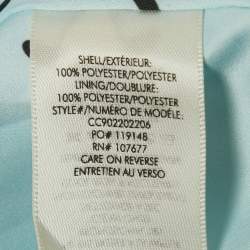 SHELL/EXTÉRIEUR:
100% POLYESTER/POLYESTER
LINING/DOUBLURE:
100% POLYESTER/POLYESTER
STYLE#/NUMÉRO DE MODÈLE:
CC902202206
PO# 119148
RN# 107677
CARE ON REVERSE
ENTRETIEN AU VERSO